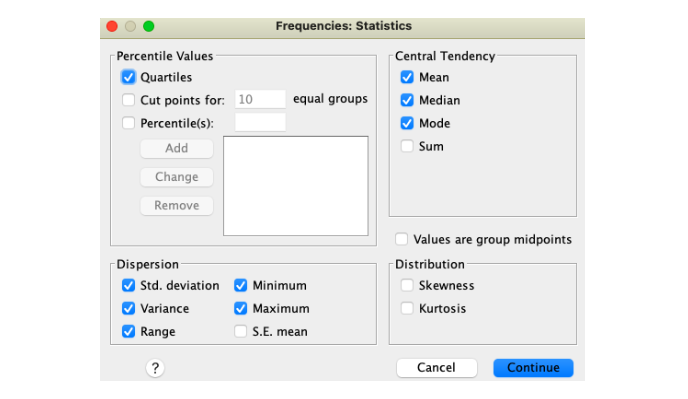 Frequencies: Statistics
Percentile Values
Quartiles
Cut points for: 10 equal groups
Percentile(s):
Add
Change
Remove
Central Tendency
Mean
Median
Mode
Sum
Values are group midpoints
Dispersion
Std. deviation Minimum
Variance Maximum
Range S.E. mean
Distribution
Skewness
Kurtosis
? Cancel Continue